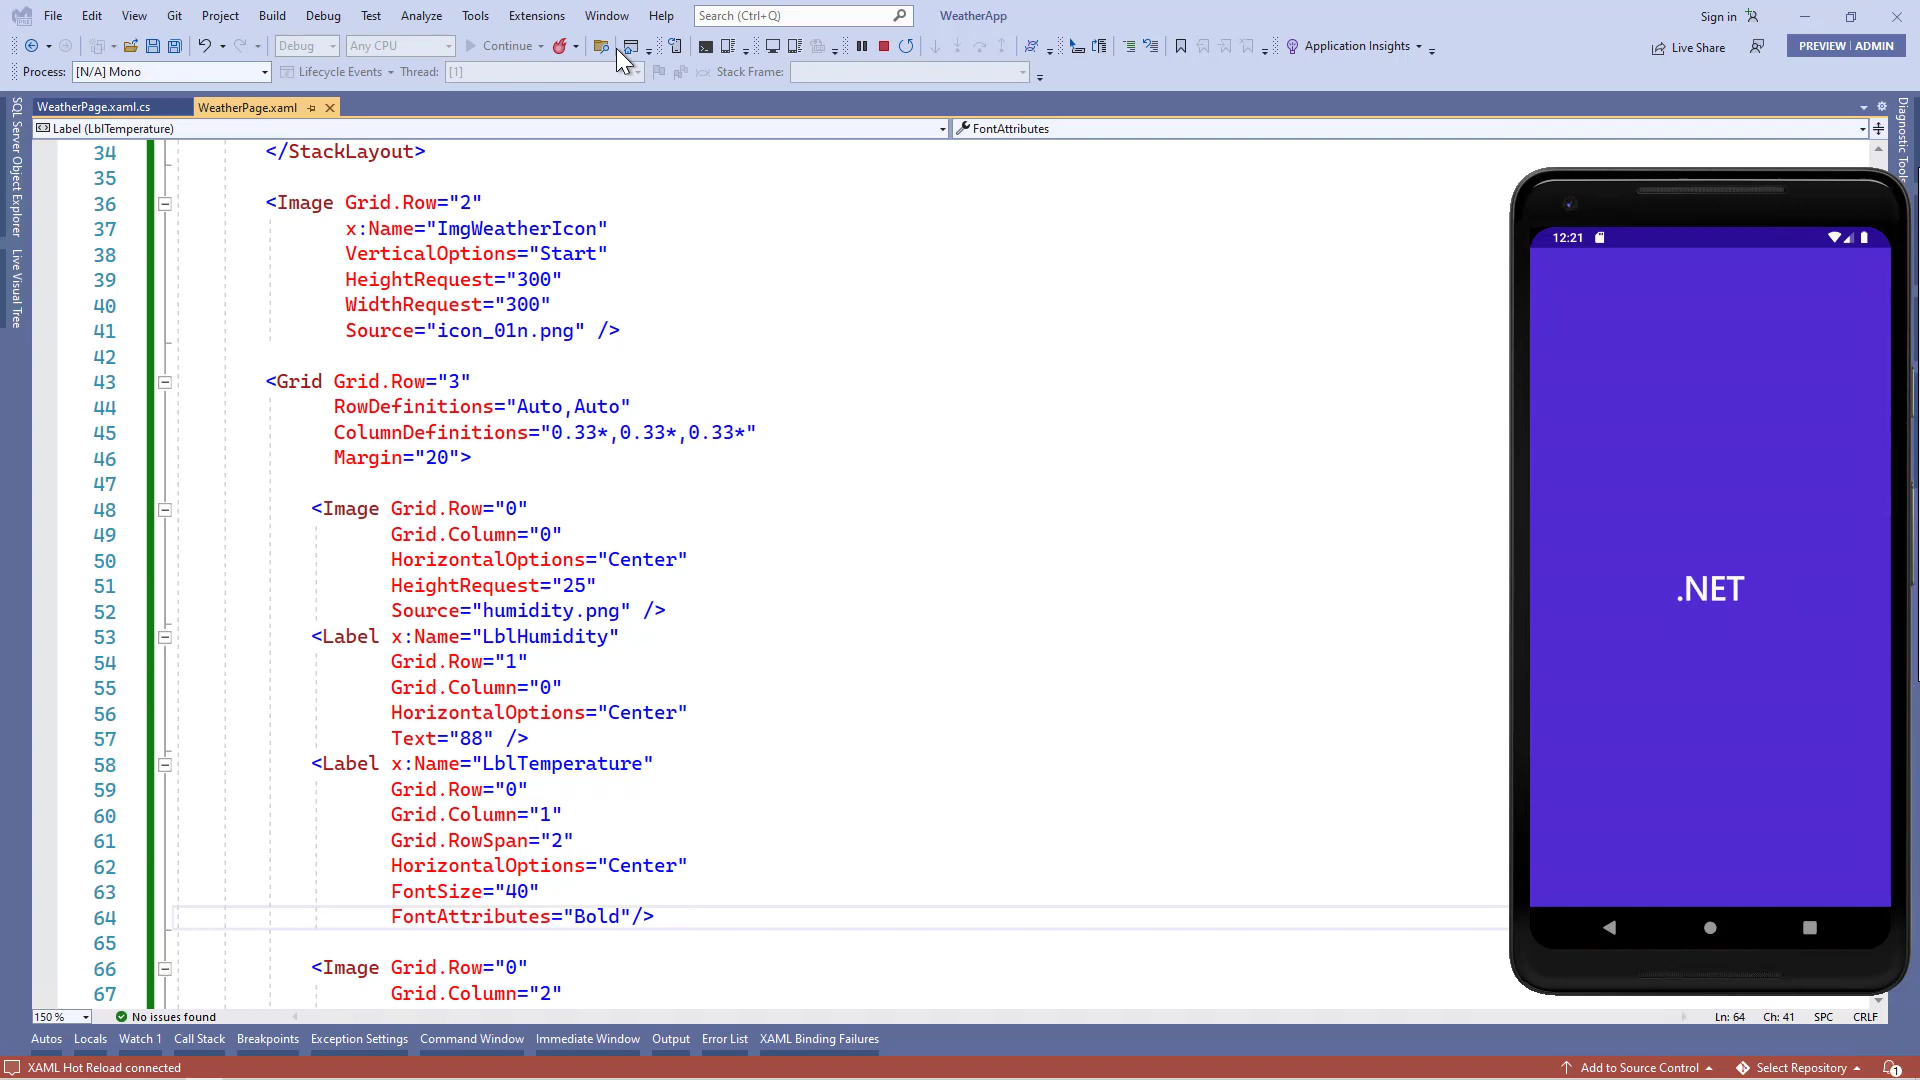 File Edit View Git Project Build Debug Test Analyze Tools Extensions Window Help Search (Ctrl+Q) WeatherApp Sign in
Debug Any CPU Continue Application Insights Live Share PREVIEW ADMIN
Process: [N/A] Mono Lifecycle Events Thread: [1] Stack Frame:
SQL Server Object Explorer
Live Visual Tree
Diagnostic Tools
WeatherPage.xaml.cs WeatherPage.xaml
Label (LblTemperature) FontAttributes
34 </StackLayout>
35
36 <Image Grid.Row="2"
37 x:Name="ImgWeatherIcon"
38 VerticalOptions="Start"
39 HeightRequest="300"
40 WidthRequest="300"
41 Source="icon_01n.png" />
42
43 <Grid Grid.Row="3"
44 RowDefinitions="Auto,Auto"
45 ColumnDefinitions="0.33*,0.33*,0.33*"
46 Margin="20">
47
48 <Image Grid.Row="0"
49 Grid.Column="0"
50 HorizontalOptions="Center"
51 HeightRequest="25"
52 Source="humidity.png" />
53 <Label x:Name="LblHumidity"
54 Grid.Row="1"
55 Grid.Column="0"
56 HorizontalOptions="Center"
57 Text="88" />
58 <Label x:Name="LblTemperature"
59 Grid.Row="0"
60 Grid.Column="1"
61 Grid.RowSpan="2"
62 HorizontalOptions="Center"
63 FontSize="40"
64 FontAttributes="Bold"/>
65
66 <Image Grid.Row="0"
67 Grid.Column="2"
12:21
.NET
150 % No issues found Ln: 64 Ch: 41 SPC CRLF
Autos Locals Watch 1 Call Stack Breakpoints Exception Settings Command Window Immediate Window Output Error List XAML Binding Failures
XAML Hot Reload connected Add to Source Control Select Repository 1